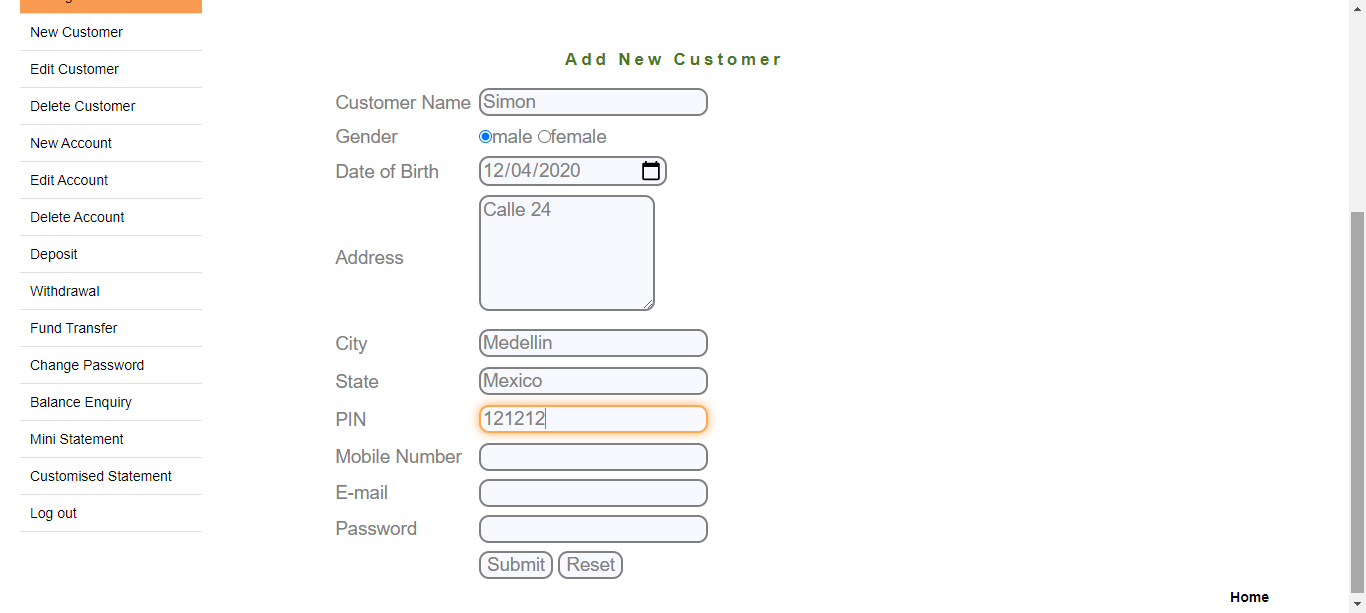 New Customer
Edit Customer
Delete Customer
New Account
Edit Account
Delete Account
Deposit
Withdrawal
Fund Transfer
Change Password
Balance Enquiry
Mini Statement
Customised Statement
Log out
Add New Customer
Customer Name Simon
Gender male female
Date of Birth 12/04/2020
Address Calle 24
City Medellin
State Mexico
PIN 121212
Mobile Number
E-mail
Password
Submit Reset
Home